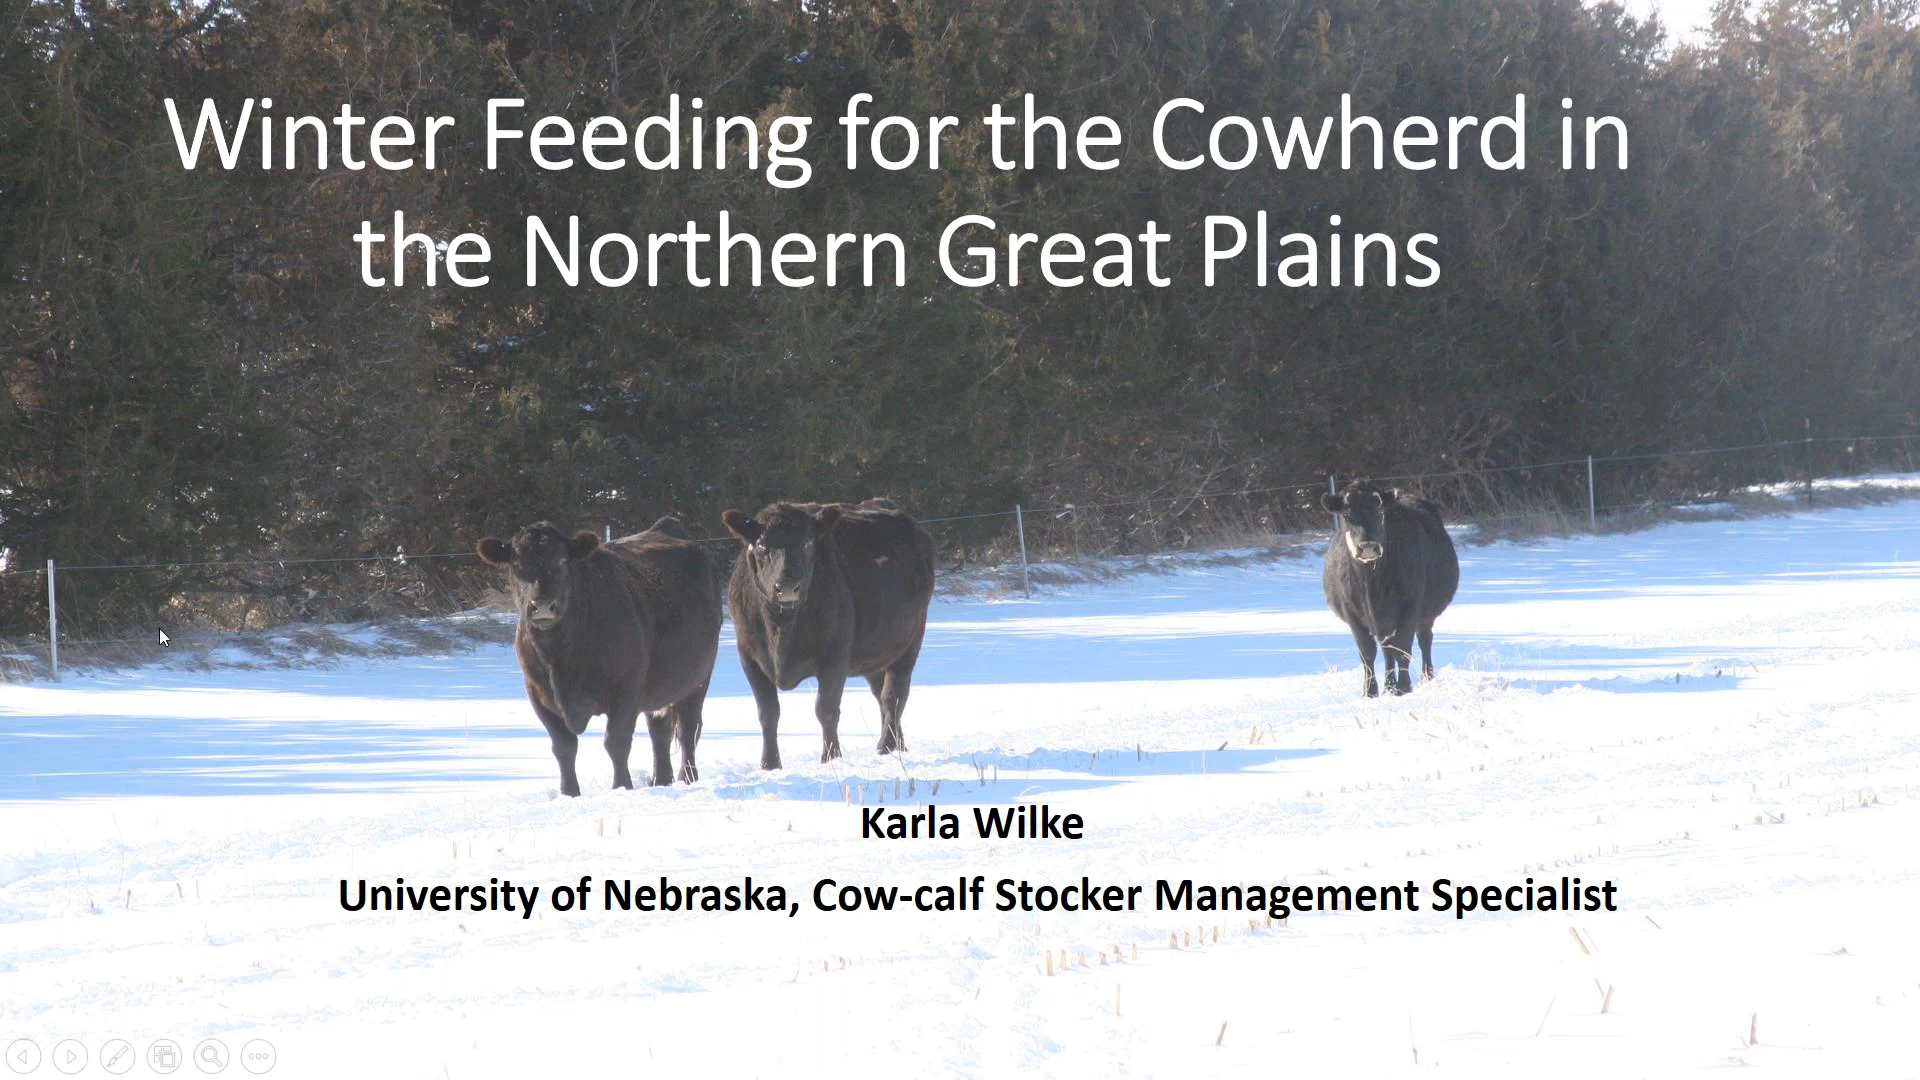 Winter Feeding for the Cowherd in
the Northern Great Plains
Karla Wilke
University of Nebraska, Cow-calf Stocker Management Specialist